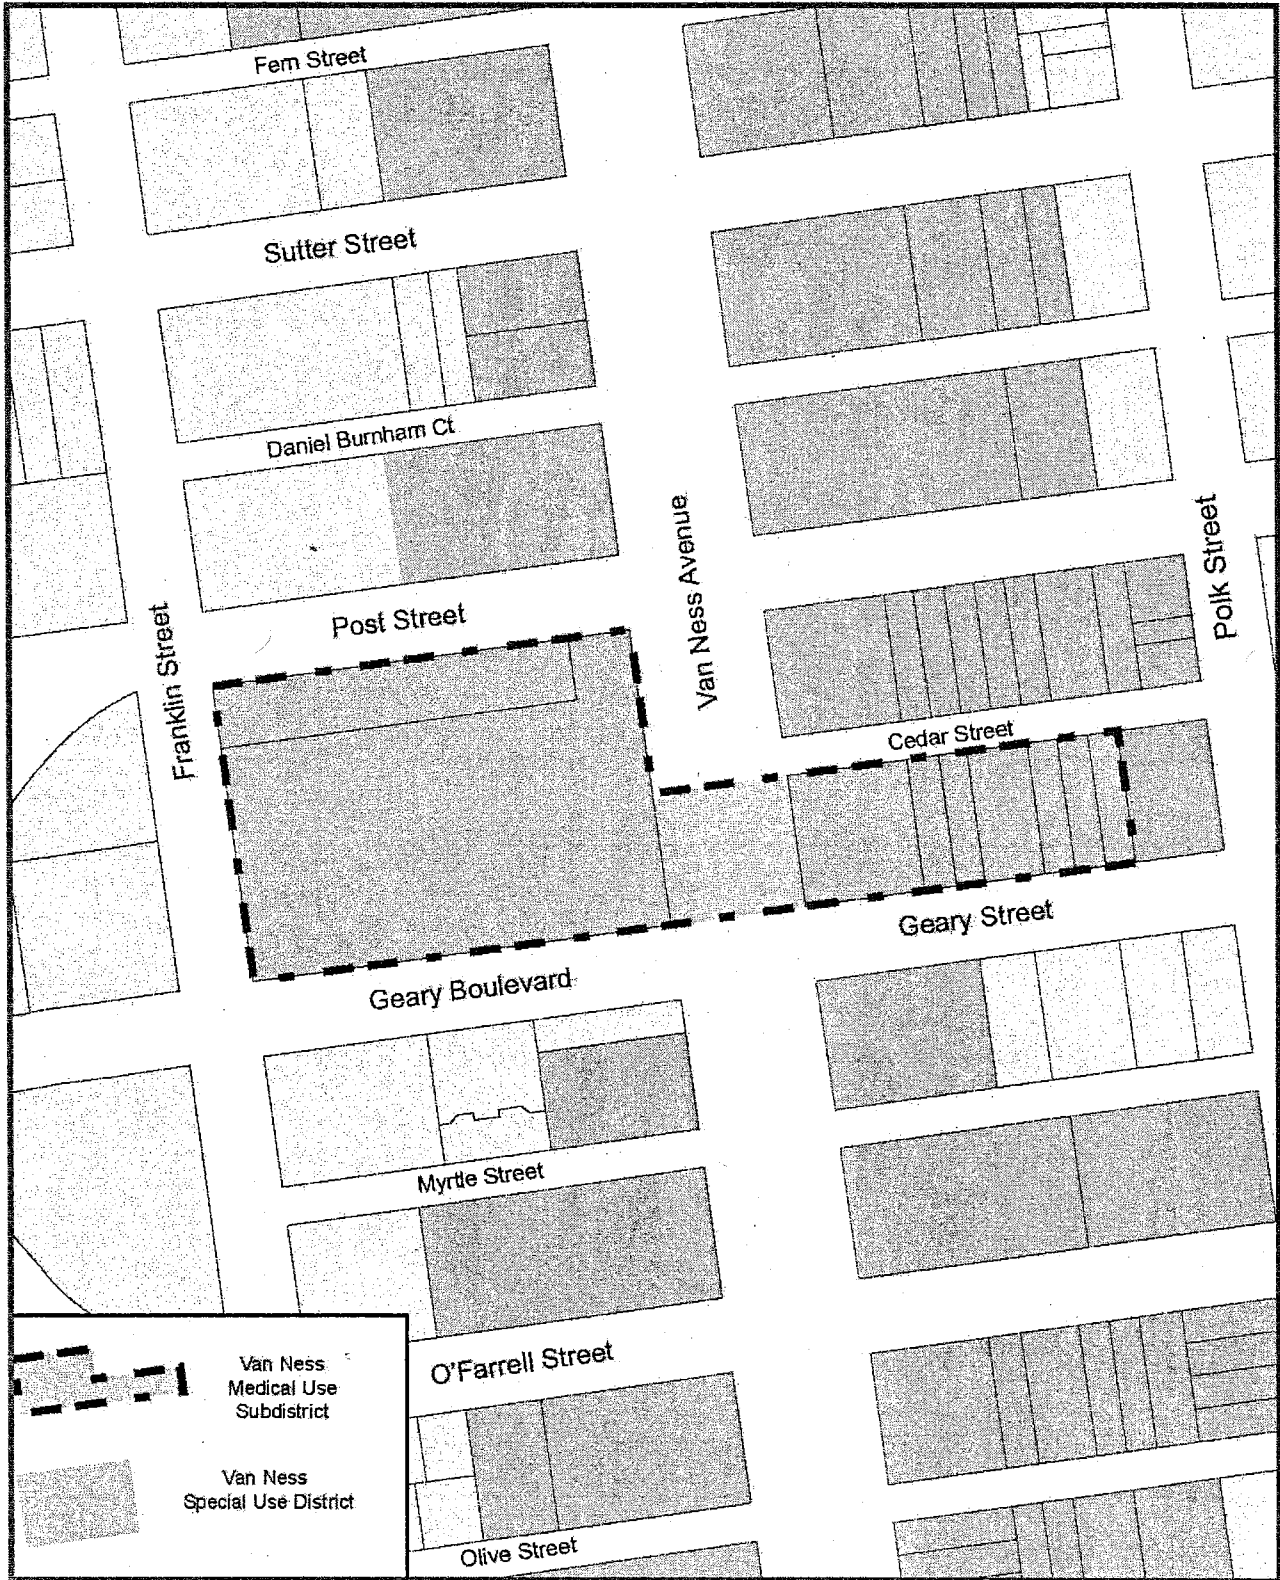 Fern Street
Sutter Street
Daniel Burnham Ct
Post Street
Franklin Street
Van Ness Avenue
Polk Street
Cedar Street
Geary Street
Geary Boulevard
Myrtle Street
O'Farrell Street
Olive Street
Van Ness
Medical Use
Subdistrict
Van Ness
Special Use District